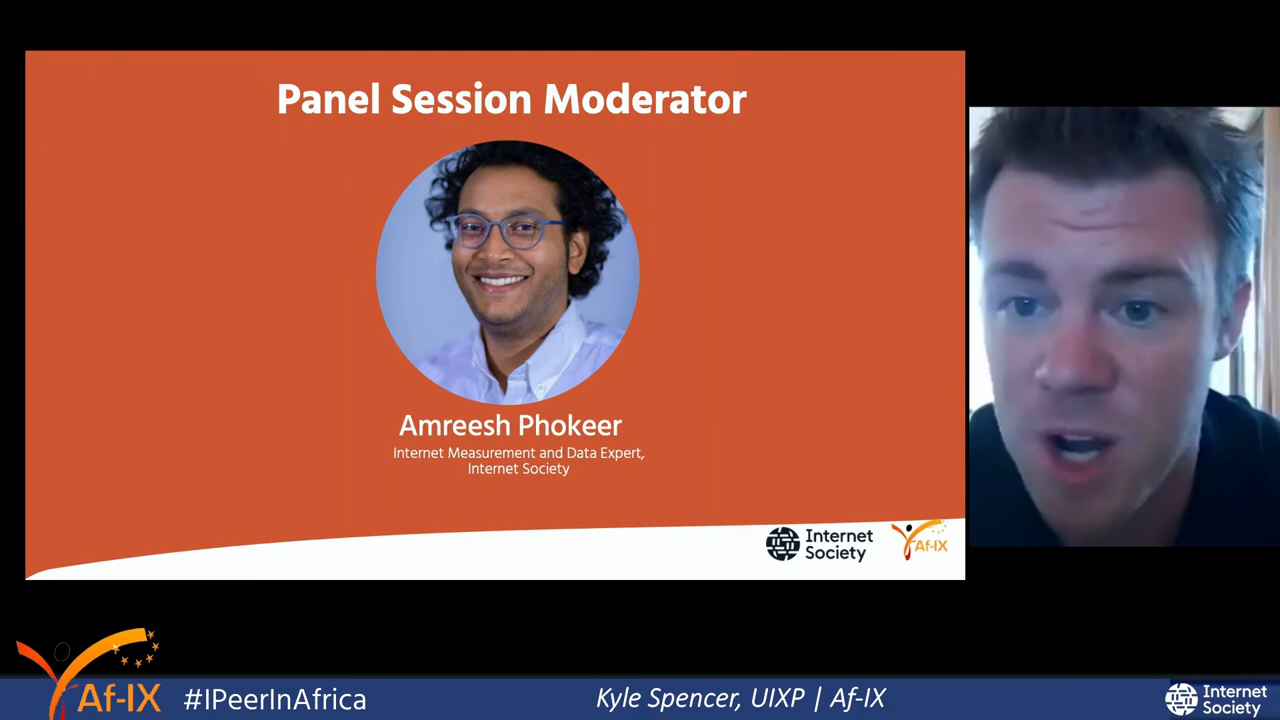 Panel Session Moderator
Amreesh Phokeer
Internet Measurement and Data Expert,
Internet Society
Internet
Society
Af-IX
Af-IX
#IPeerInAfrica
Kyle Spencer, UIXP | Af-IX
Internet
Society